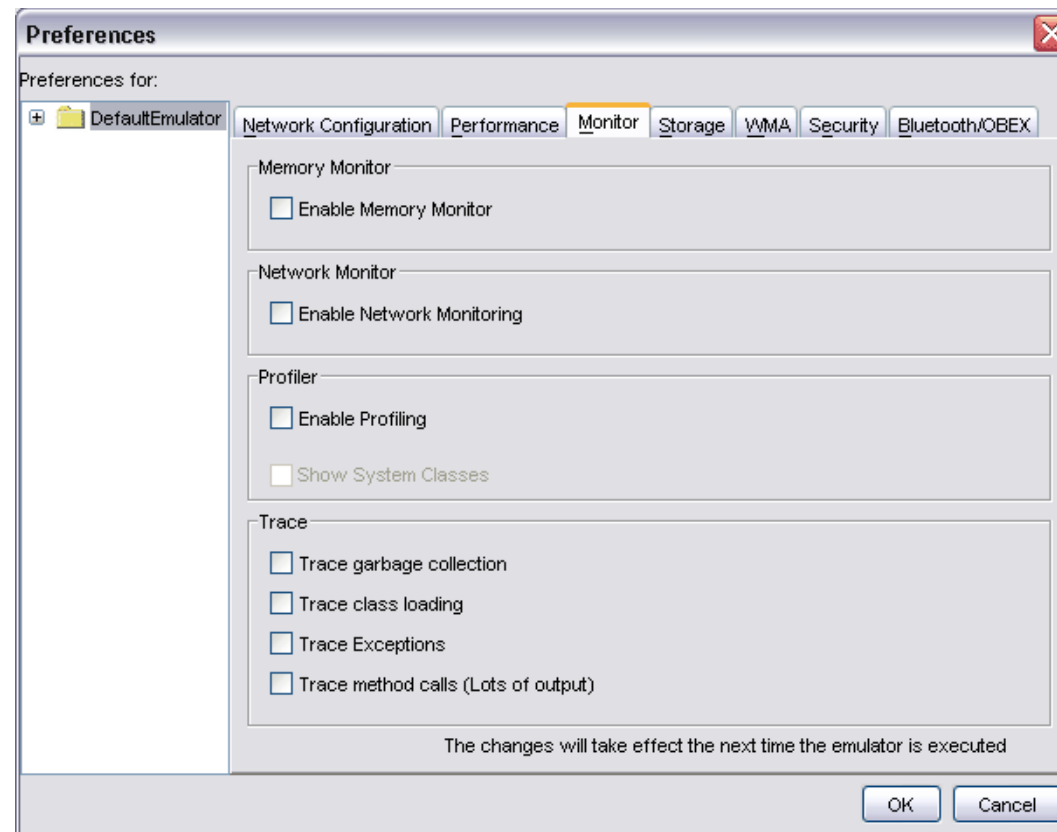 Preferences
Preferences for:
DefaultEmulator
Network Configuration
Performance
Monitor
Storage
WMA
Security
Bluetooth/OBEX
Memory Monitor
Enable Memory Monitor
Network Monitor
Enable Network Monitoring
Profiler
Enable Profiling
Show System Classes
Trace
Trace garbage collection
Trace class loading
Trace Exceptions
Trace method calls (Lots of output)
The changes will take effect the next time the emulator is executed
OK
Cancel